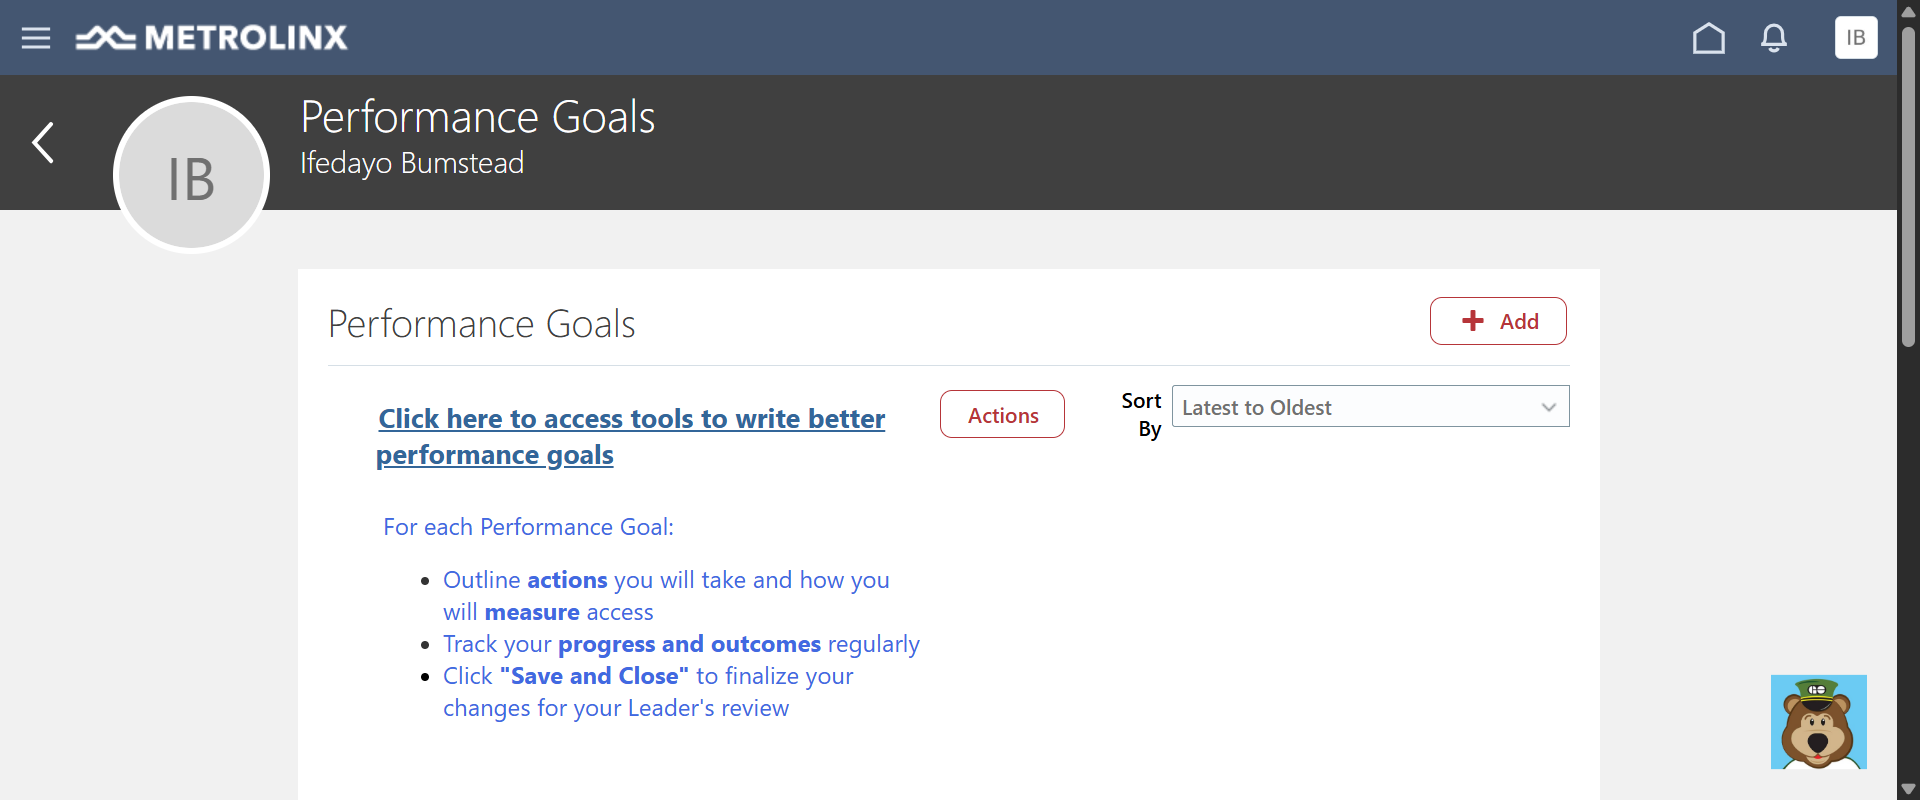 METROLINX
IB
Performance Goals
Ifedayo Bumstead
IB
Performance Goals
Add
Click here to access tools to write better
performance goals
Actions
Sort
By
Latest to Oldest
For each Performance Goal:
Outline actions you will take and how you
will measure access
Track your progress and outcomes regularly
Click "Save and Close" to finalize your
changes for your Leader's review
GO